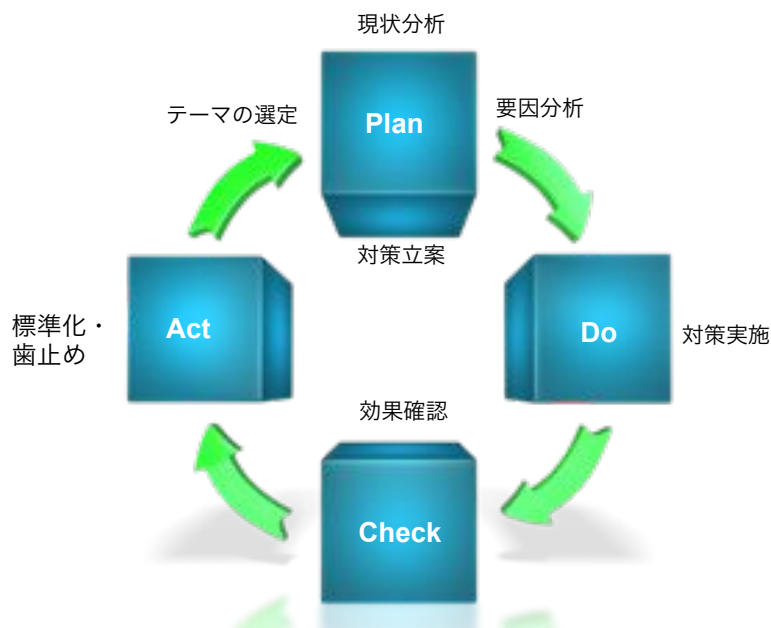 現状分析
テーマの選定
Plan
要因分析
対策立案
標準化・
歯止め
Act
Do
対策実施
効果確認
Check